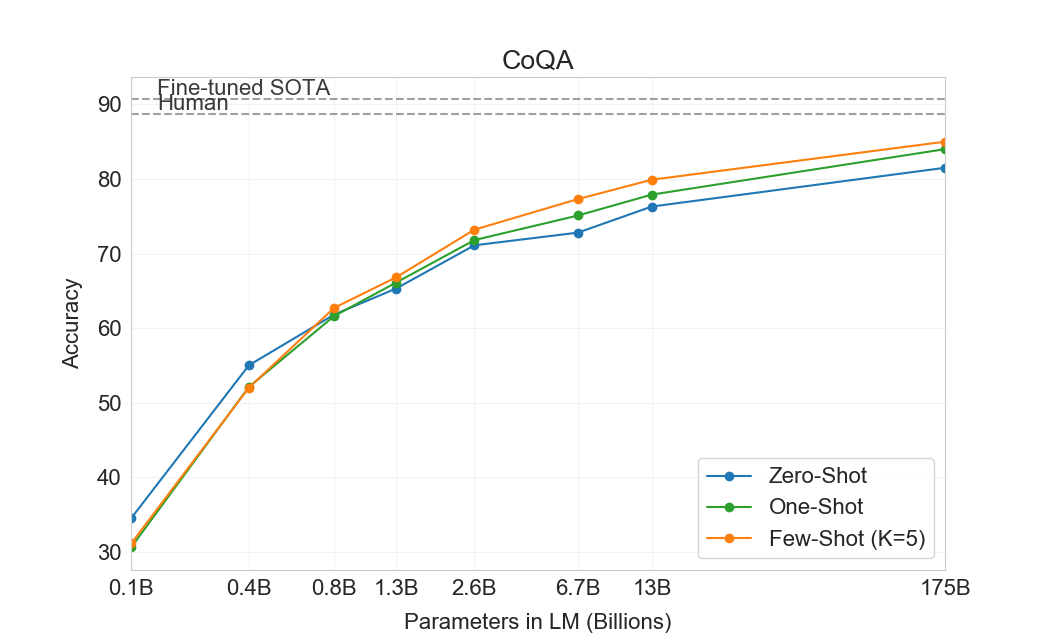 CoQA
Fine-tuned SOTA
Human
90
80
70
60
50
40
30
Accuracy
0.1B 0.4B 0.8B 1.3B 2.6B 6.7B 13B 175B
Parameters in LM (Billions)
Zero-Shot
One-Shot
Few-Shot (K=5)